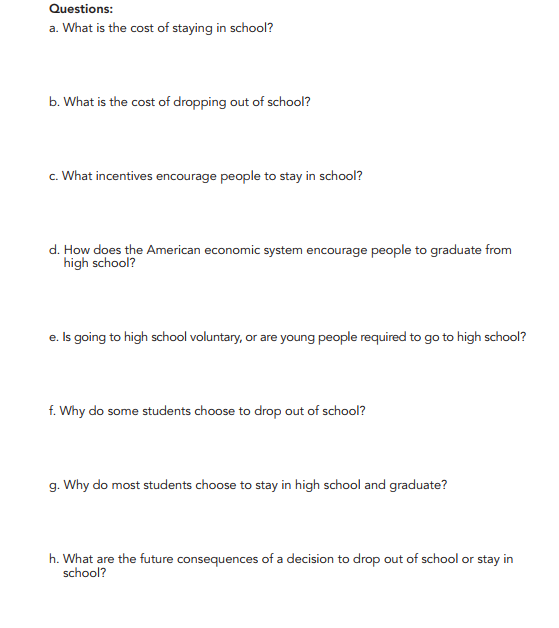 Questions:
a. What is the cost of staying in school?
b. What is the cost of dropping out of school?
c. What incentives encourage people to stay in school?
d. How does the American economic system encourage people to graduate from
high school?
e. Is going to high school voluntary, or are young people required to go to high school?
f. Why do some students choose to drop out of school?
g. Why do most students choose to stay in high school and graduate?
h. What are the future consequences of a decision to drop out of school or stay in
school?